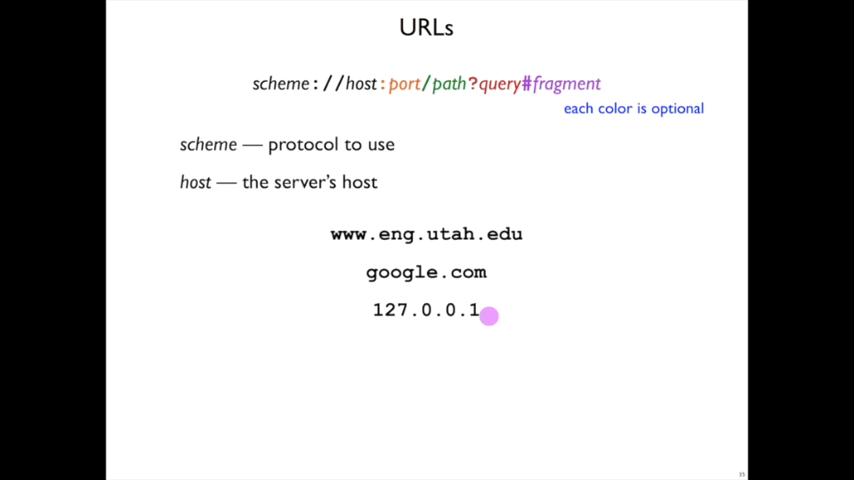 URLs
scheme://host:port/path?query#fragment
each color is optional
scheme — protocol to use
host — the server's host
www.eng.utah.edu
google.com
127.0.0.1